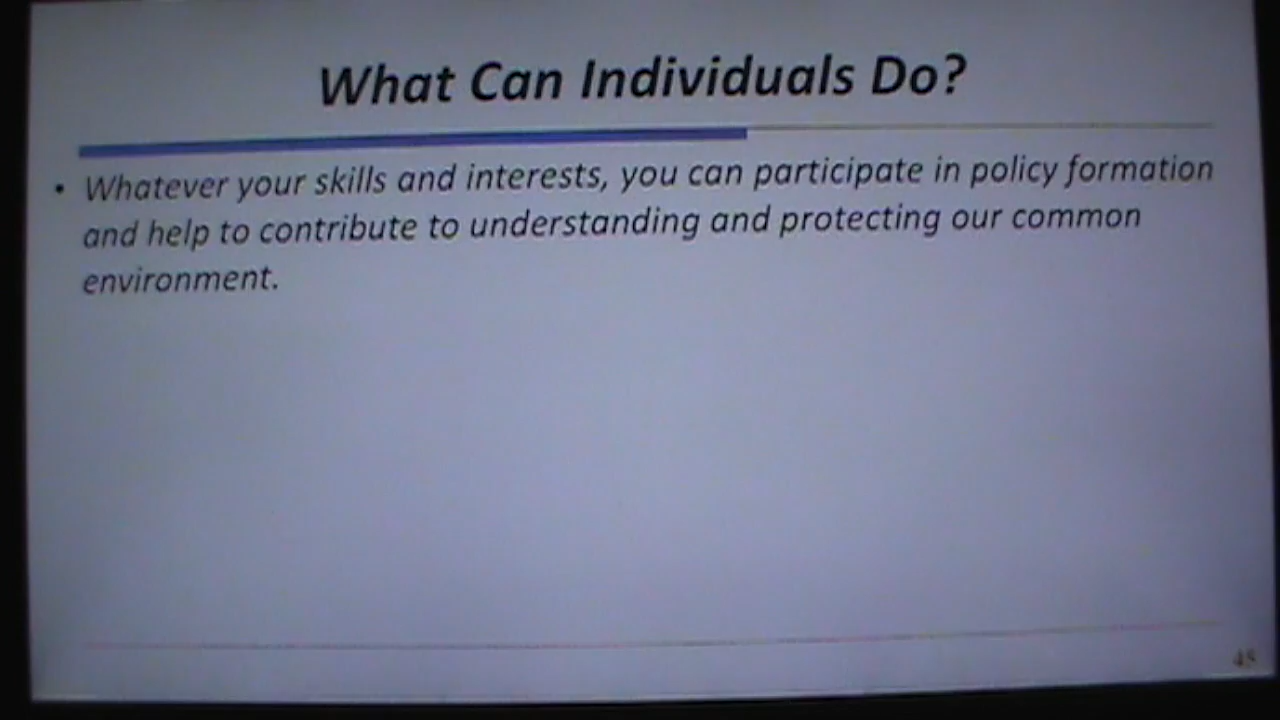 What Can Individuals Do?
• Whatever your skills and interests, you can participate in policy formation
and help to contribute to understanding and protecting our common
environment.
45